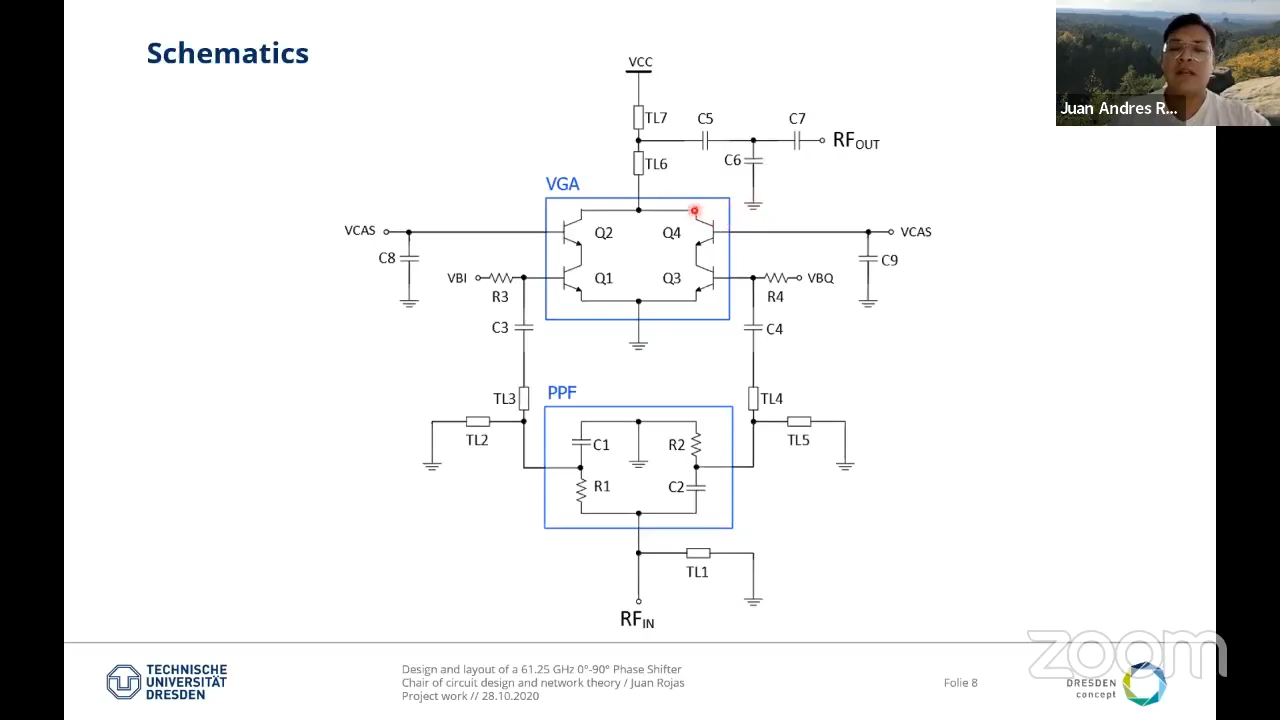 Schematics
Juan Andres R...
VCC
TL7
C5
C7
RFOUT
C6
TL6
VGA
VCAS
Q2
Q4
VCAS
C8
C9
VBI
R3
Q1
Q3
R4
VBQ
C3
C4
TL3
PPF
TL4
TL2
C1
R2
TL5
R1
C2
TL1
RFIN
TECHNISCHE
UNIVERSITÄT
DRESDEN
Design and layout of a 61.25 GHz 0°-90° Phase Shifter
Chair of circuit design and network theory / Juan Rojas
Project work // 28.10.2020
Folie 8
DRESDEN
concept
zoom